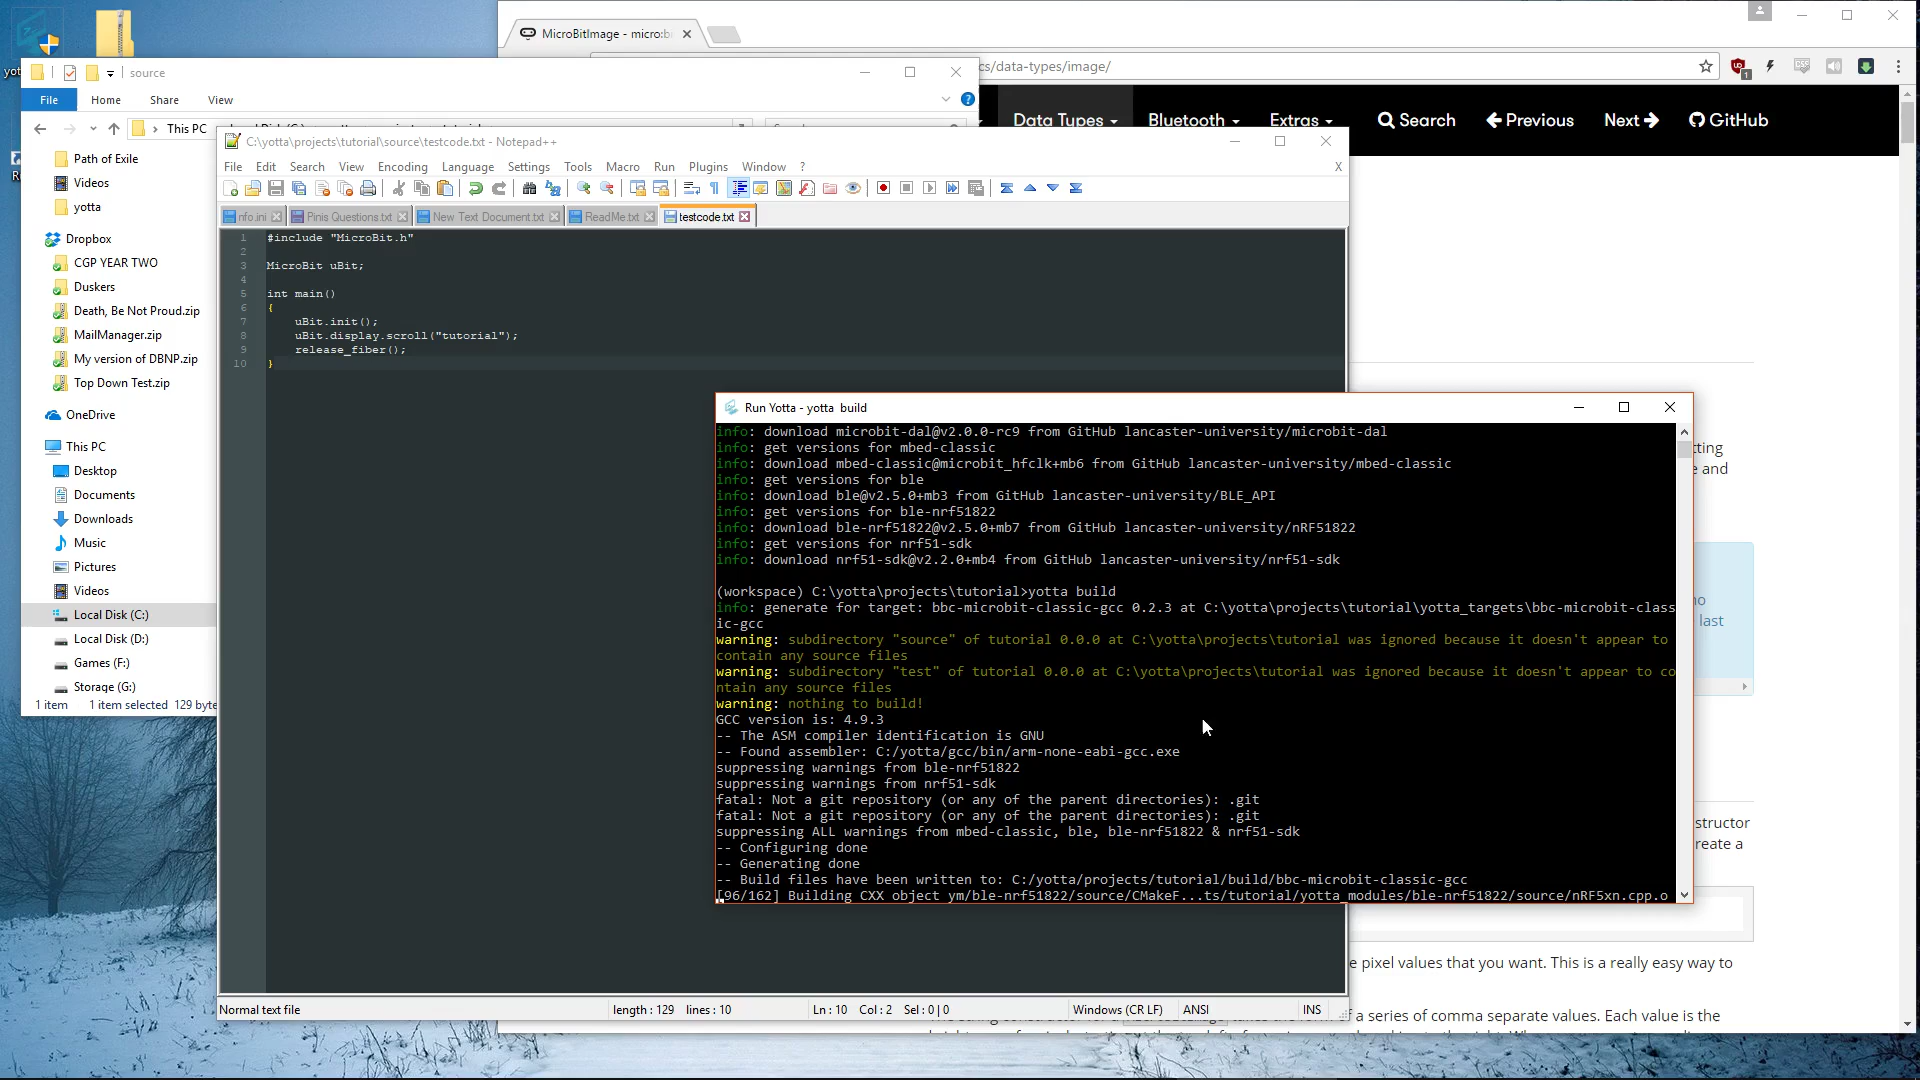 MicroBitImage - micro:b
source
cs/data-types/image/
File Home Share View
Data Types Bluetooth Extras Search Previous Next GitHub
This PC
Path of Exile
Videos
yotta
Dropbox
CGP YEAR TWO
Duskers
Death, Be Not Proud.zip
MailManager.zip
My version of DBNP.zip
Top Down Test.zip
OneDrive
This PC
Desktop
Documents
Downloads
Music
Pictures
Videos
Local Disk (C:)
Local Disk (D:)
Games (F:)
Storage (G:)
1 item 1 item selected 129 byte
C:\yotta\projects\tutorial\source\testcode.txt - Notepad++
File Edit Search View Encoding Language Settings Tools Macro Run Plugins Window ? X
nfo.ini Pinis Questions.txt New Text Document.txt ReadMe.txt testcode.txt
1 #include "MicroBit.h"
2
3 MicroBit uBit;
4
5 int main()
6 {
7 uBit.init();
8 uBit.display.scroll("tutorial");
9 release_fiber();
10 }
Normal text file length : 129 lines : 10 Ln : 10 Col : 2 Sel : 0 | 0 Windows (CR LF) ANSI INS
Run Yotta - yotta build
info: download microbit-dal@v2.0.0-rc9 from GitHub lancaster-university/microbit-dal
info: get versions for mbed-classic
info: download mbed-classic@microbit_hfclk+mb6 from GitHub lancaster-university/mbed-classic
info: get versions for ble
info: download ble@v2.5.0+mb3 from GitHub lancaster-university/BLE_API
info: get versions for ble-nrf51822
info: download ble-nrf51822@v2.5.0+mb7 from GitHub lancaster-university/nRF51822
info: get versions for nrf51-sdk
info: download nrf51-sdk@v2.2.0+mb4 from GitHub lancaster-university/nrf51-sdk
(workspace) C:\yotta\projects\tutorial>yotta build
info: generate for target: bbc-microbit-classic-gcc 0.2.3 at C:\yotta\projects\tutorial\yotta_targets\bbc-microbit-class
ic-gcc
warning: subdirectory "source" of tutorial 0.0.0 at C:\yotta\projects\tutorial was ignored because it doesn't appear to
contain any source files
warning: subdirectory "test" of tutorial 0.0.0 at C:\yotta\projects\tutorial was ignored because it doesn't appear to co
ntain any source files
warning: nothing to build!
GCC version is: 4.9.3
-- The ASM compiler identification is GNU
-- Found assembler: C:/yotta/gcc/bin/arm-none-eabi-gcc.exe
suppressing warnings from ble-nrf51822
suppressing warnings from nrf51-sdk
fatal: Not a git repository (or any of the parent directories): .git
fatal: Not a git repository (or any of the parent directories): .git
suppressing ALL warnings from mbed-classic, ble, ble-nrf51822 & nrf51-sdk
-- Configuring done
-- Generating done
-- Build files have been written to: C:/yotta/projects/tutorial/build/bbc-microbit-classic-gcc
[96/162] Building CXX object ym/ble-nrf51822/source/CMakeF...ts/tutorial/yotta_modules/ble-nrf51822/source/nRF5xn.cpp.o
tting
e and
no
last
structor
reate a
e pixel values that you want. This is a really easy way to
of a series of comma separate values. Each value is the